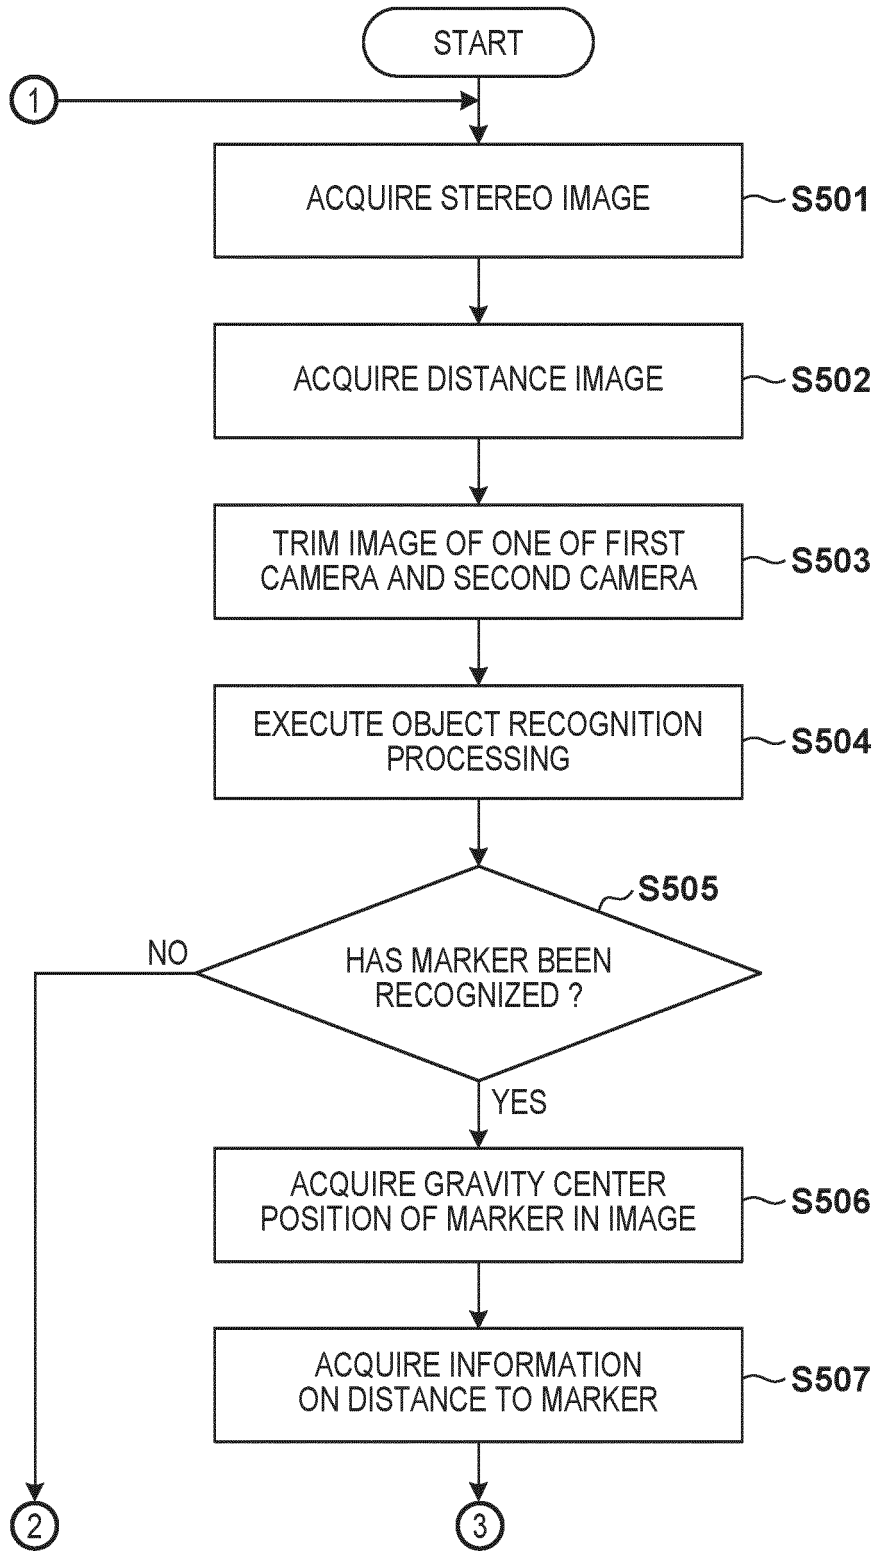 START
1
ACQUIRE STEREO IMAGE
S501
ACQUIRE DISTANCE IMAGE
S502
TRIM IMAGE OF ONE OF FIRST
CAMERA AND SECOND CAMERA
S503
EXECUTE OBJECT RECOGNITION
PROCESSING
S504
S505
HAS MARKER BEEN
RECOGNIZED ?
NO
YES
ACQUIRE GRAVITY CENTER
POSITION OF MARKER IN IMAGE
S506
ACQUIRE INFORMATION
ON DISTANCE TO MARKER
S507
2
3